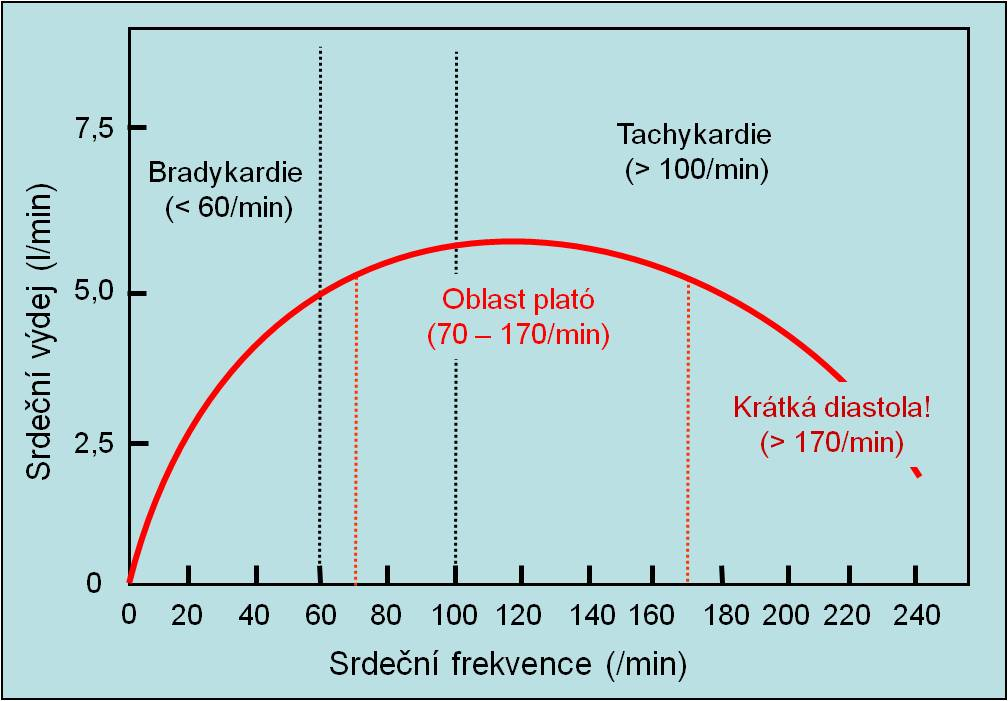 7,5
5,0
2,5
0
Srdeční výdej (l/min)
Bradykardie
(< 60/min)
Tachykardie
(> 100/min)
Oblast plató
(70 – 170/min)
Krátká diastola!
(> 170/min)
0 20 40 60 80 100 120 140 160 180 200 220 240
Srdeční frekvence (/min)